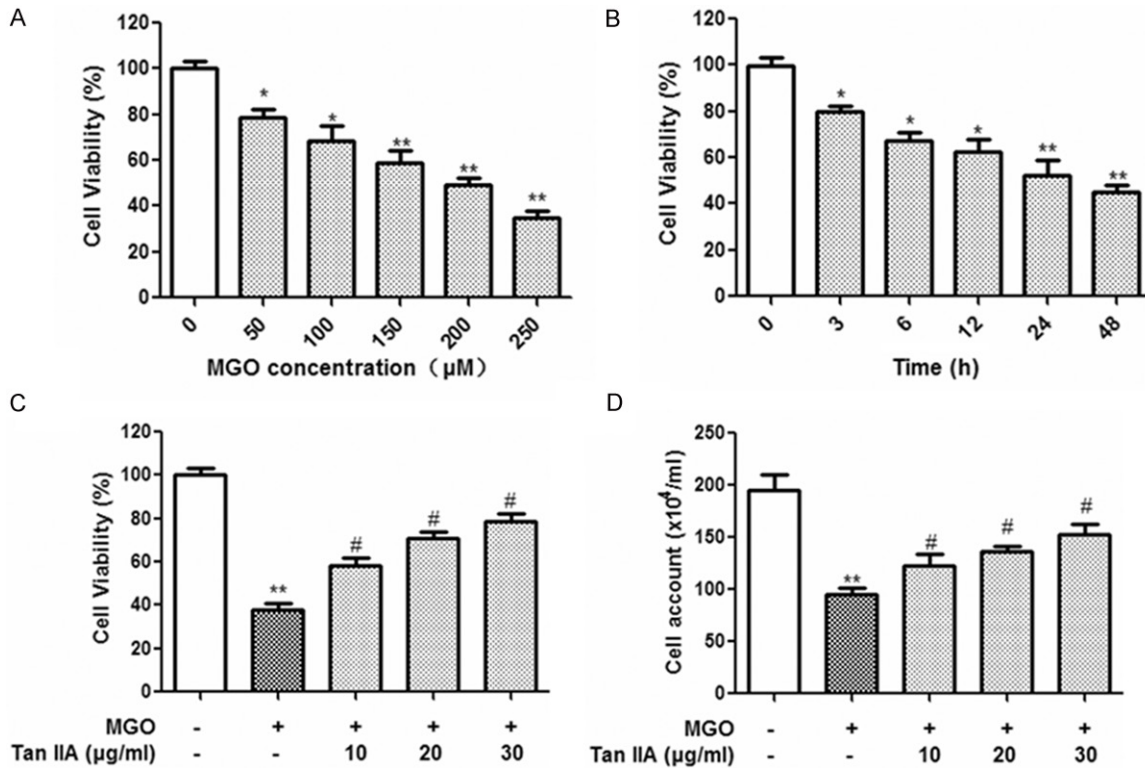 A
120
100
80
60
40
20
0
Cell Viability (%)
*
*
**
**
**
0 50 100 150 200 250
MGO concentration (μM)
B
120
100
80
60
40
20
0
Cell Viability (%)
*
*
*
**
**
0 3 6 12 24 48
Time (h)
C
120
100
80
60
40
20
0
Cell Viability (%)
**
#
#
#
MGO - + + + +
Tan IIA (μg/ml) - - 10 20 30
D
250
200
150
100
50
0
Cell account (x10⁴/ml)
**
#
#
#
MGO - + + + +
Tan IIA (μg/ml) - - 10 20 30